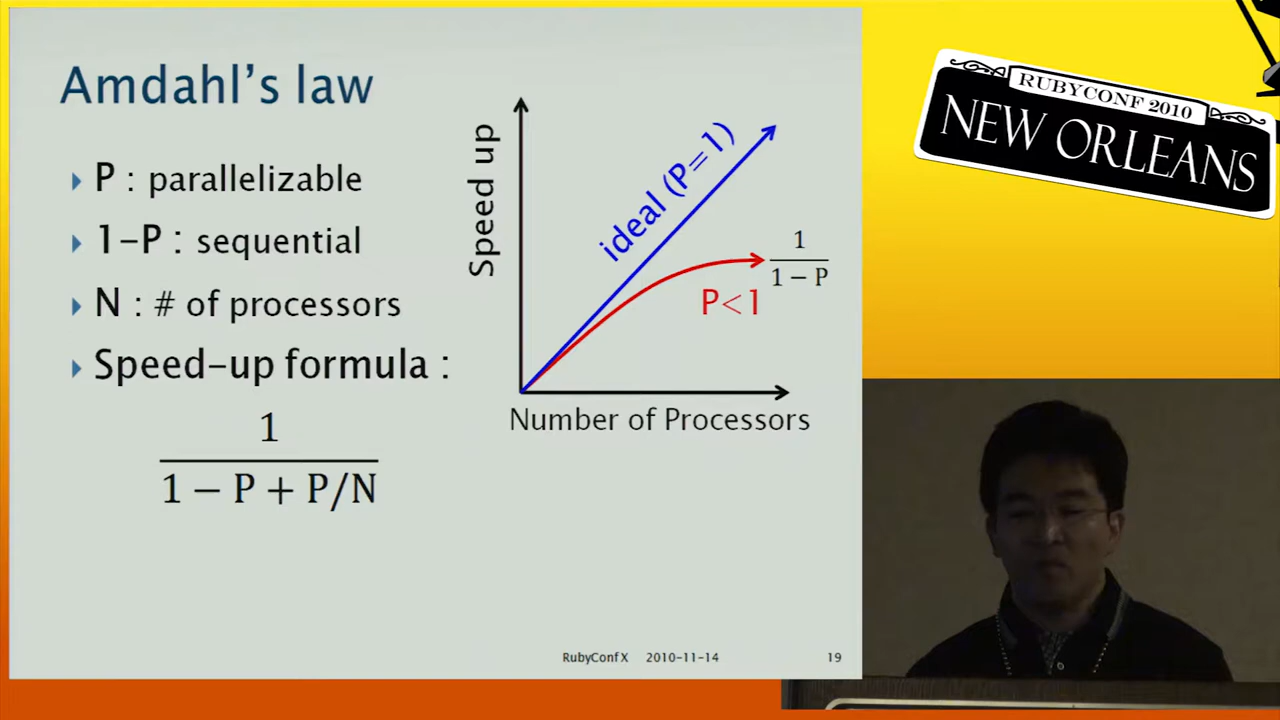 Amdahl's law
P : parallelizable
1-P : sequential
N : # of processors
Speed-up formula :
1
1 − P + P/N
Speed up
ideal (P=1)
1
1 − P
P<1
Number of Processors
RubyConf X 2010-11-14 19
RUBYCONF 2010
NEW ORLEANS